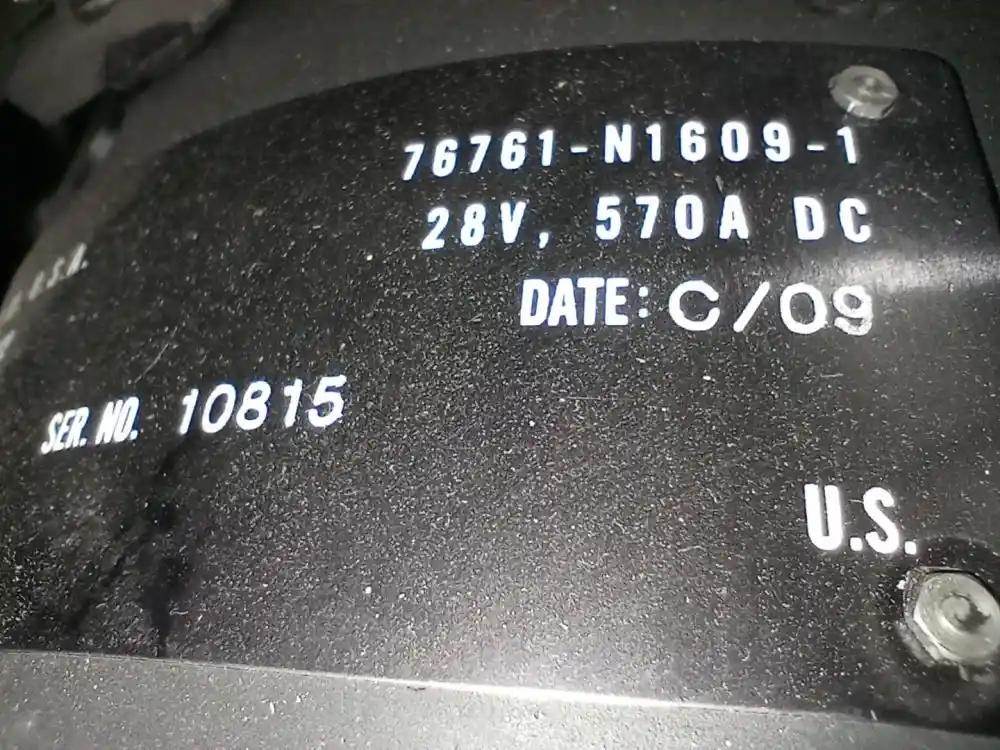 76761-N1609-1
28V, 570A DC
U.S.A.
DATE: C/09
SER. NO. 10815
U.S.